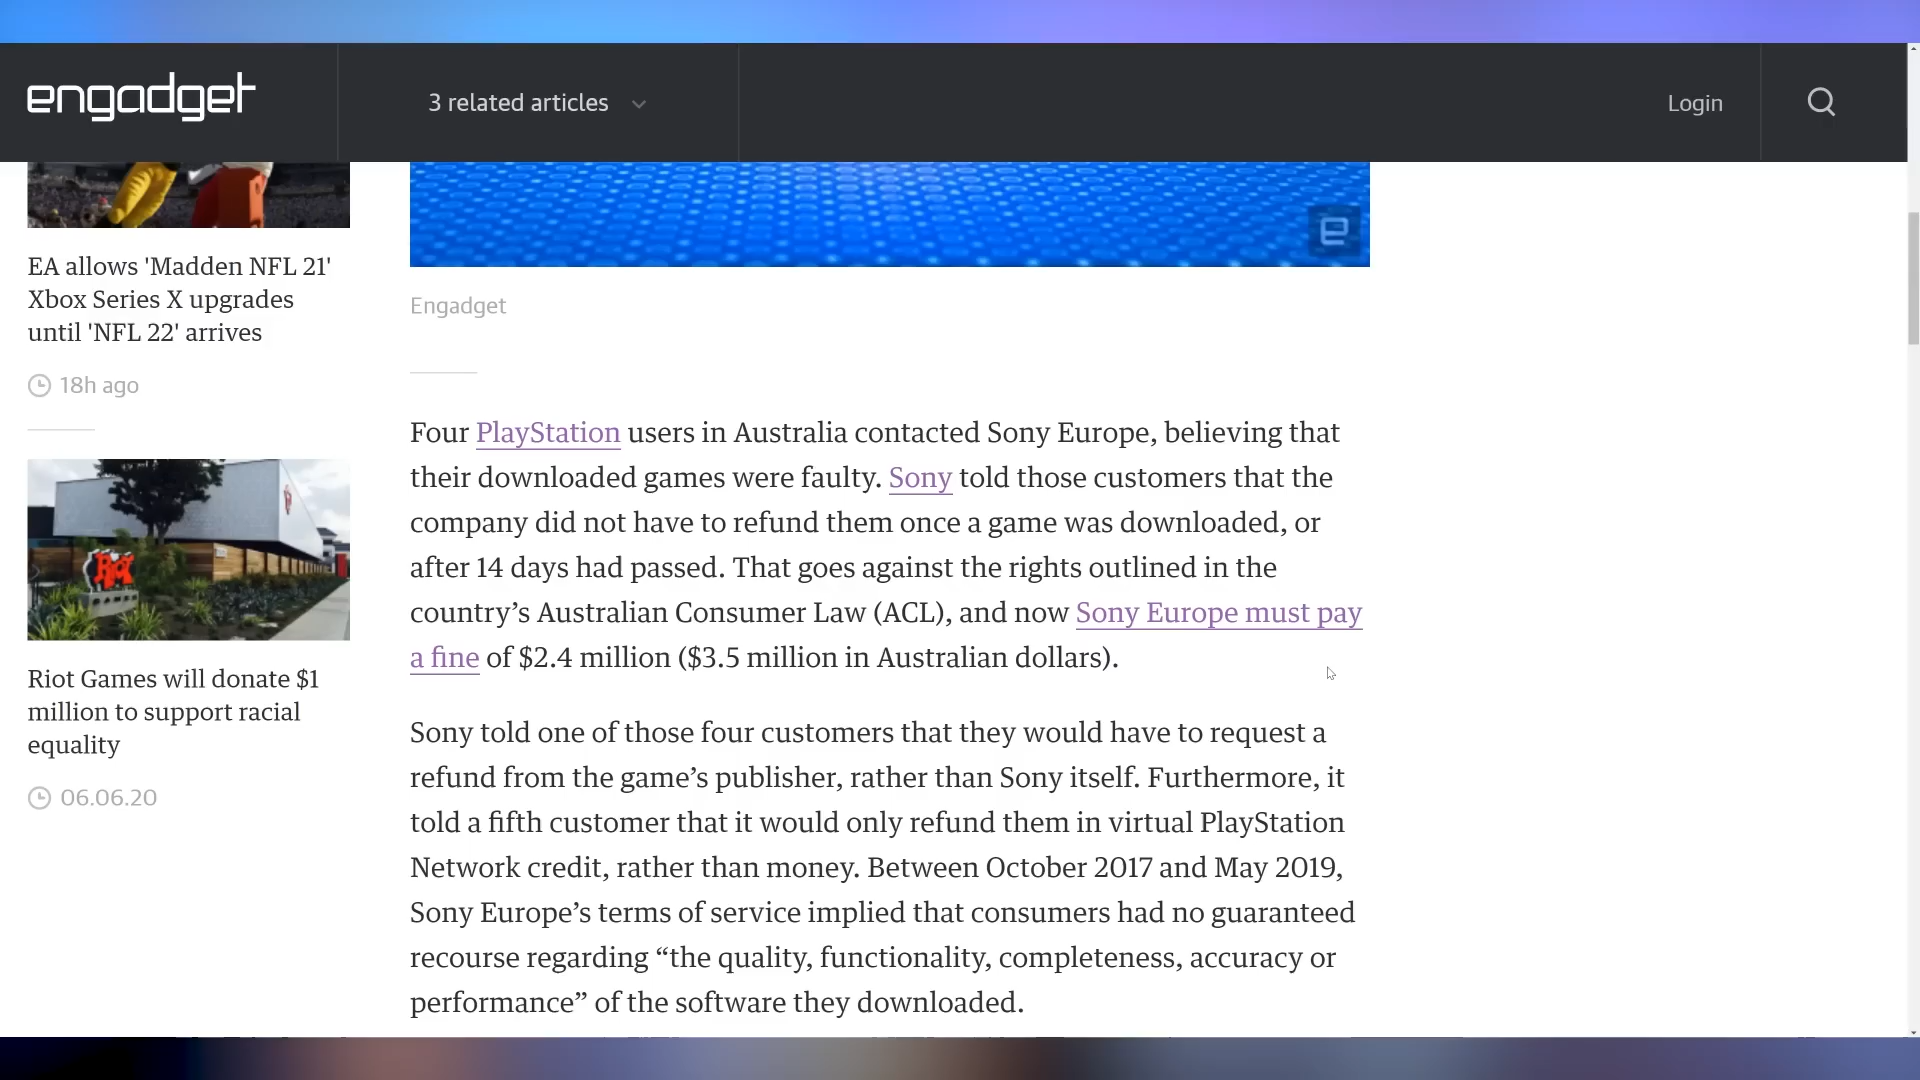 engadget
3 related articles
Login
EA allows 'Madden NFL 21'
Xbox Series X upgrades
until 'NFL 22' arrives
18h ago
Riot
GAMES
Riot Games will donate $1
million to support racial
equality
06.06.20
e
Engadget
Four PlayStation users in Australia contacted Sony Europe, believing that
their downloaded games were faulty. Sony told those customers that the
company did not have to refund them once a game was downloaded, or
after 14 days had passed. That goes against the rights outlined in the
country’s Australian Consumer Law (ACL), and now Sony Europe must pay
a fine of $2.4 million ($3.5 million in Australian dollars).
Sony told one of those four customers that they would have to request a
refund from the game’s publisher, rather than Sony itself. Furthermore, it
told a fifth customer that it would only refund them in virtual PlayStation
Network credit, rather than money. Between October 2017 and May 2019,
Sony Europe’s terms of service implied that consumers had no guaranteed
recourse regarding “the quality, functionality, completeness, accuracy or
performance” of the software they downloaded.